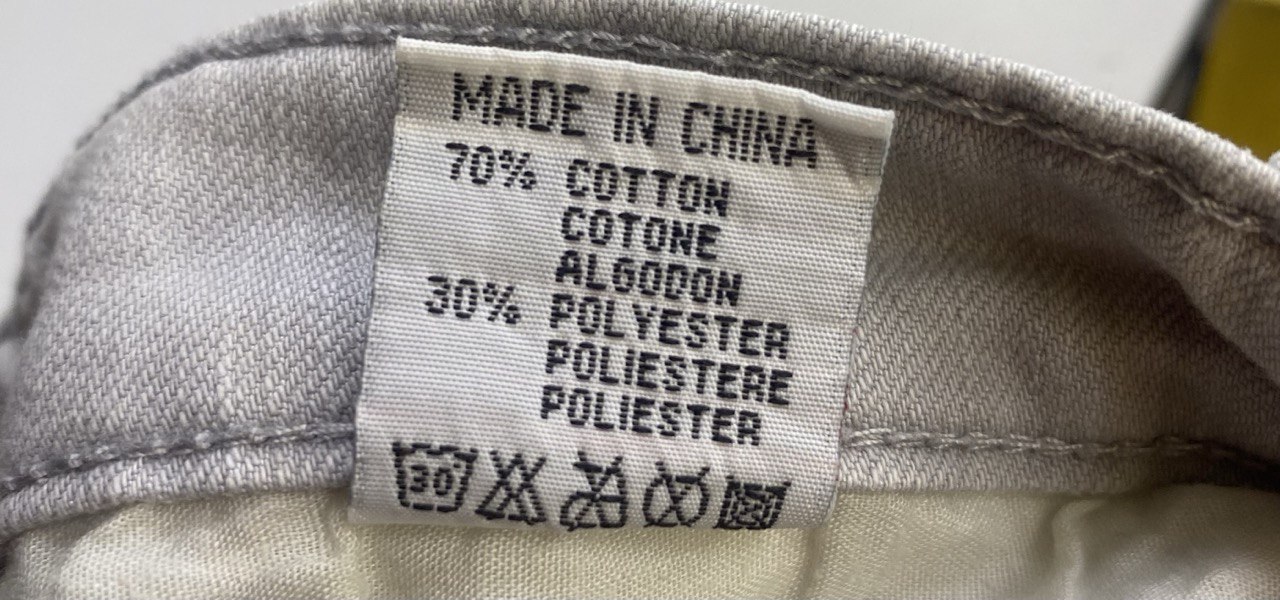 MADE IN CHINA
70% COTTON
COTONE
ALGODON
30% POLYESTER
POLIESTERE
POLIESTER
30